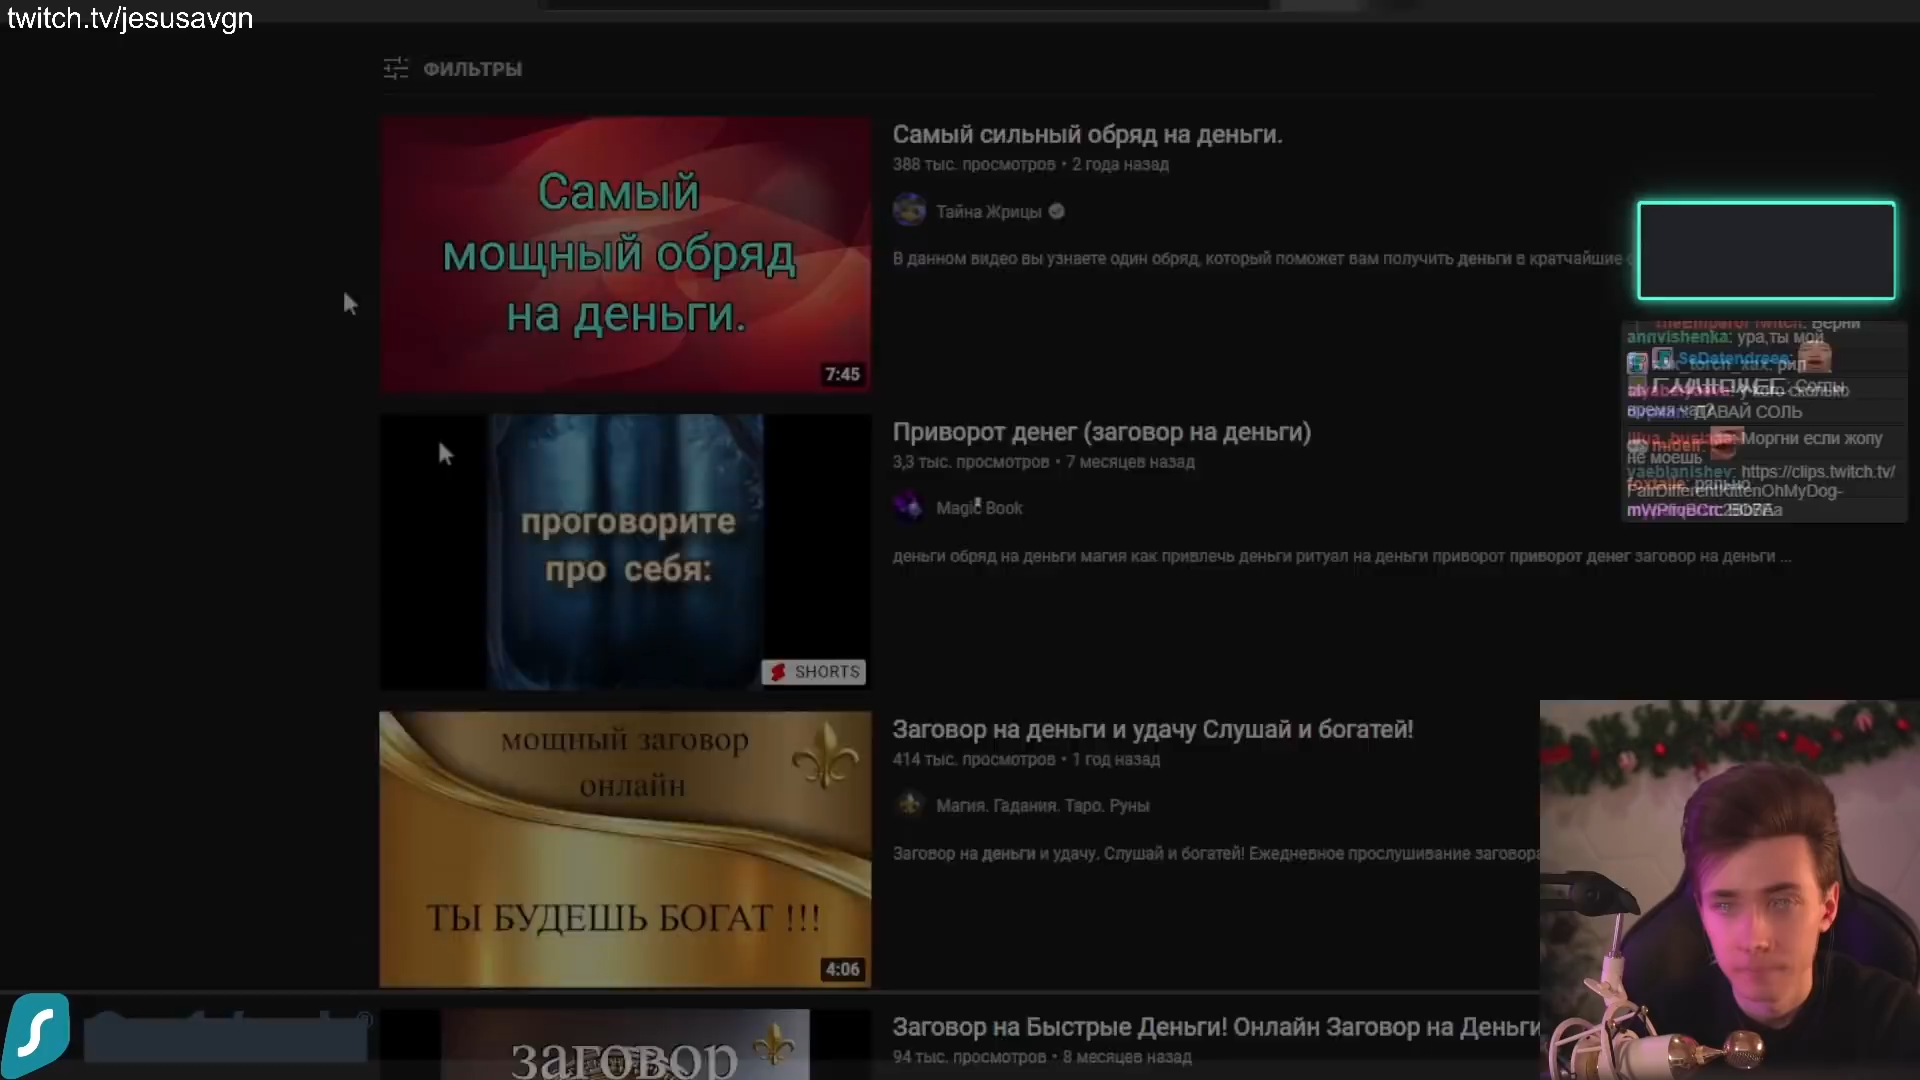 twitch.tv/jesusavgn
ФИЛЬТРЫ
Самый
мощный обряд
на деньги.
7:45
Самый сильный обряд на деньги.
388 тыс. просмотров • 2 года назад
Тайна Жрицы
В данном видео вы узнаете один обряд, который поможет вам получить деньги в кратчайшие
проговорите
про себя:
SHORTS
Приворот денег (заговор на деньги)
3,3 тыс. просмотров • 7 месяцев назад
Magic Book
деньги обряд на деньги магия как привлечь деньги ритуал на деньги приворот приворот денег заговор на деньги ...
мощный заговор
онлайн
ТЫ БУДЕШЬ БОГАТ !!!
4:06
Заговор на деньги и удачу Слушай и богатей!
414 тыс. просмотров • 1 год назад
Магия. Гадания. Таро. Руны
Заговор на деньги и удачу. Слушай и богатей! Ежедневное прослушивание заговора
заговор
Заговор на Быстрые Деньги! Онлайн Заговор на Деньги
94 тыс. просмотров • 8 месяцев назад
annvishenka: ура,ты мой
ДАВАЙ СОЛЬ
Моргни если жопу
не моешь
yaeblanishev: https://clips.twitch.tv/